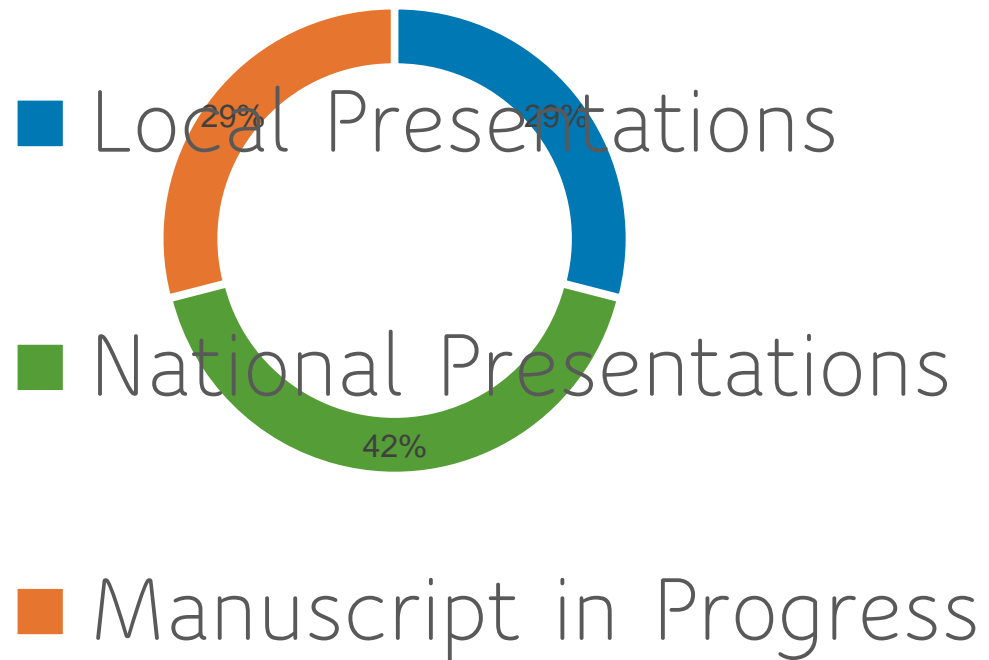 29%
29%
Local Presentations
National Presentations
42%
Manuscript in Progress